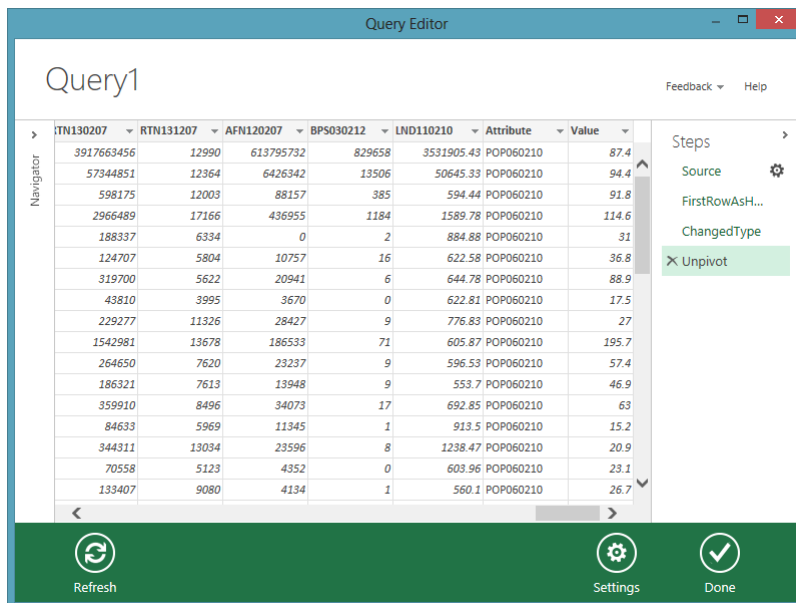 Query Editor
Query1
Feedback Help
Navigator
TN130207 RTN131207 AFN120207 BPS030212 LND110210 Attribute Value
3917663456 12990 613795732 829658 3531905.43 POP060210 87.4
57344851 12364 6426342 13506 50645.33 POP060210 94.4
598175 12003 88157 385 594.44 POP060210 91.8
2966489 17166 436955 1184 1589.78 POP060210 114.6
188337 6334 0 2 884.88 POP060210 31
124707 5804 10757 16 622.58 POP060210 36.8
319700 5622 20941 6 644.78 POP060210 88.9
43810 3995 3670 0 622.81 POP060210 17.5
229277 11326 28427 9 776.83 POP060210 27
1542981 13678 186533 71 605.87 POP060210 195.7
264650 7620 23237 9 596.53 POP060210 57.4
186321 7613 13948 9 553.7 POP060210 46.9
359910 8496 34073 17 692.85 POP060210 63
84633 5969 11345 1 913.5 POP060210 15.2
344311 13034 23596 8 1238.47 POP060210 20.9
70558 5123 4352 0 603.96 POP060210 23.1
133407 9080 4134 1 560.1 POP060210 26.7
Steps
Source
FirstRowAsH...
ChangedType
Unpivot
Refresh
Settings
Done